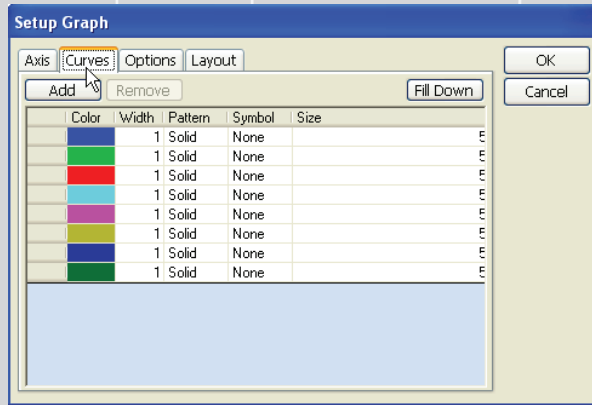 Setup Graph
Axis Curves Options Layout OK
Add Remove Fill Down Cancel
Color Width Pattern Symbol Size
1 Solid None 5
1 Solid None 5
1 Solid None 5
1 Solid None 5
1 Solid None 5
1 Solid None 5
1 Solid None 5
1 Solid None 5